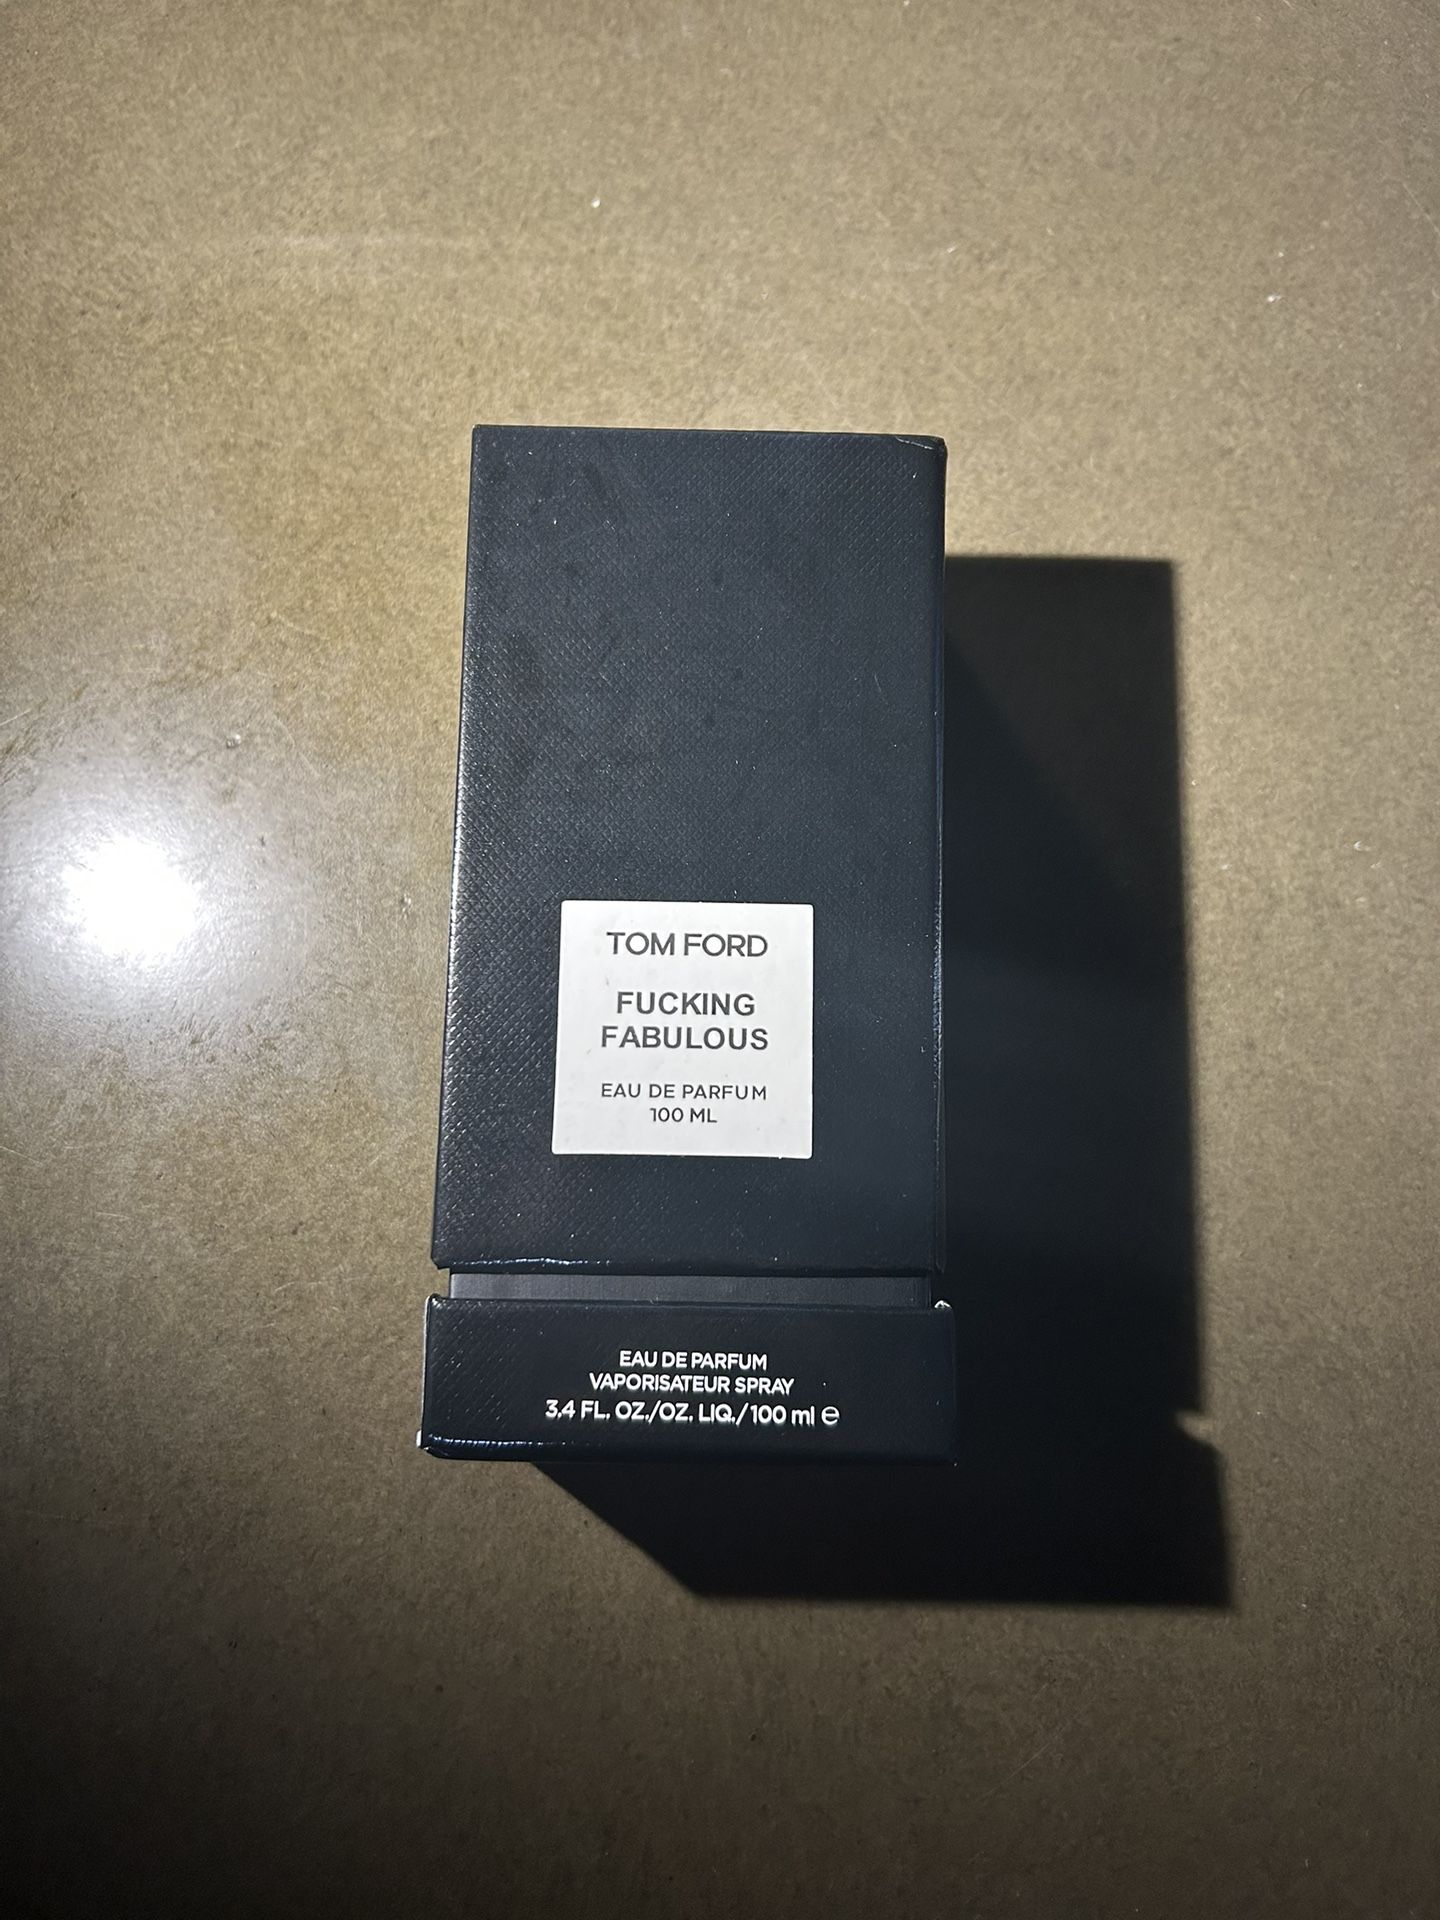 TOM FORD
FUCKING
FABULOUS
EAU DE PARFUM
100 ML
EAU DE PARFUM
VAPORISATEUR SPRAY
3.4 FL. OZ./OZ. LIQ./100 ml ℮